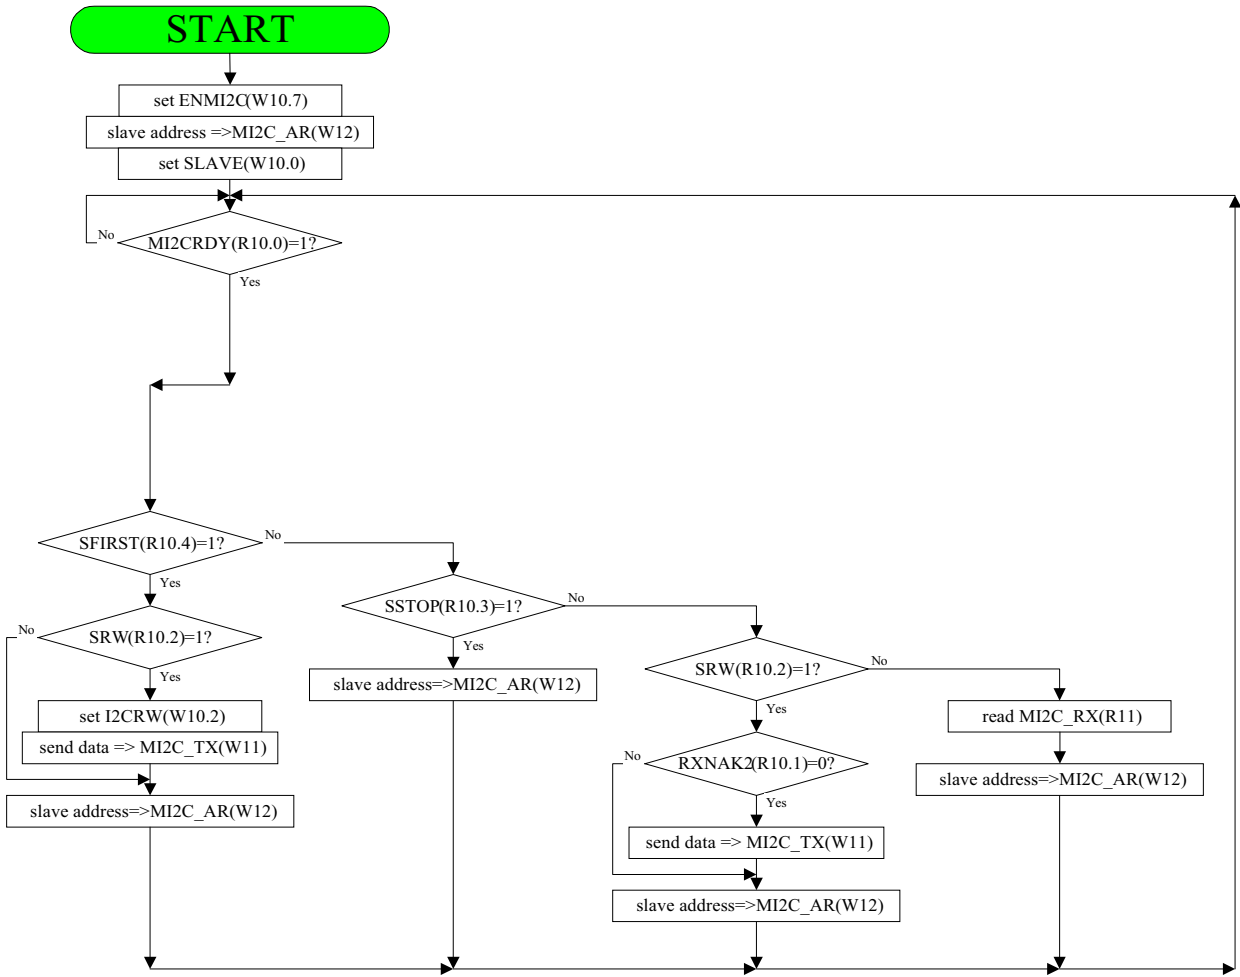 START
set ENMI2C(W10.7)
slave address =>MI2C_AR(W12)
set SLAVE(W10.0)
No
MI2CRDY(R10.0)=1?
Yes
SFIRST(R10.4)=1?
No
Yes
SSTOP(R10.3)=1?
No
Yes
No
SRW(R10.2)=1?
Yes
slave address=>MI2C_AR(W12)
SRW(R10.2)=1?
No
Yes
set I2CRW(W10.2)
send data => MI2C_TX(W11)
read MI2C_RX(R11)
No
RXNAK2(R10.1)=0?
Yes
slave address=>MI2C_AR(W12)
slave address=>MI2C_AR(W12)
send data => MI2C_TX(W11)
slave address=>MI2C_AR(W12)